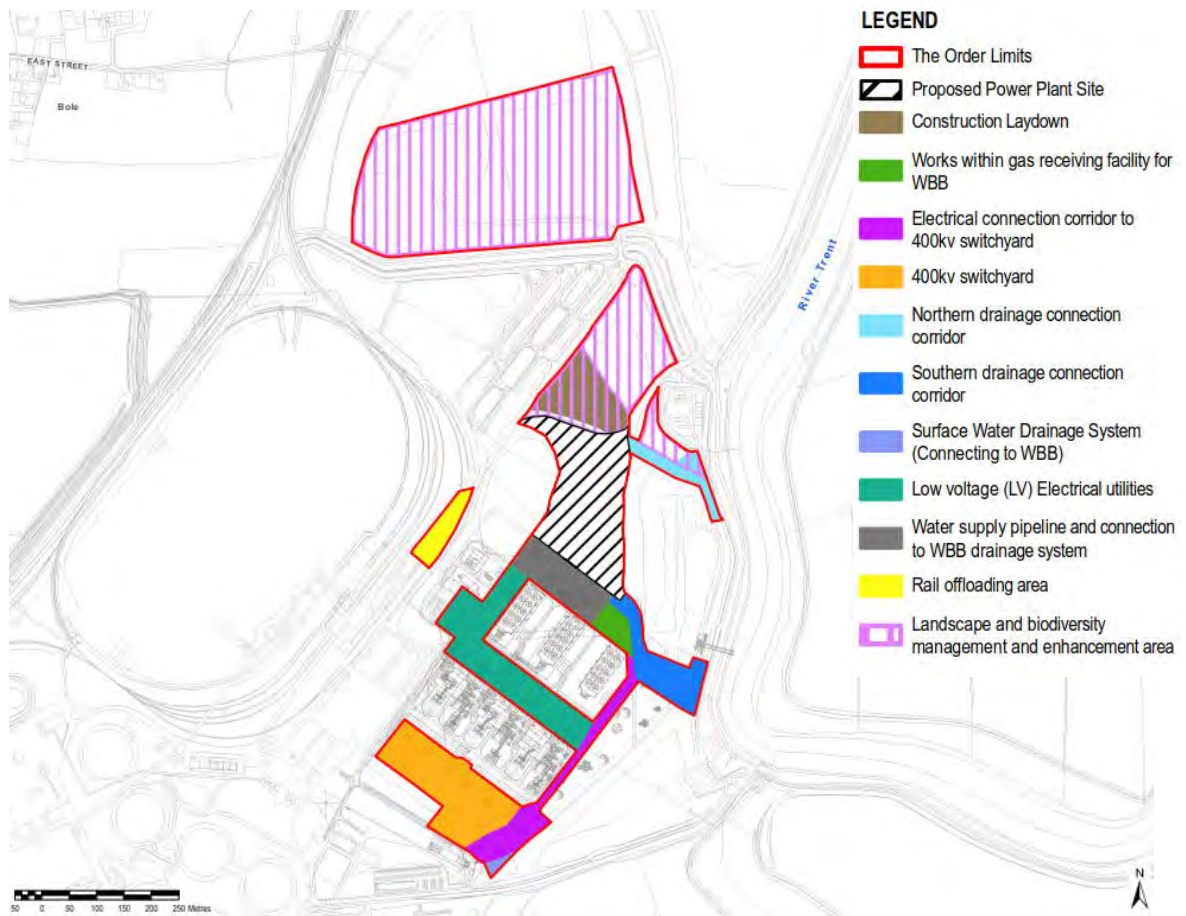 EAST STREET
Bole
River Trent
LEGEND
The Order Limits
Proposed Power Plant Site
Construction Laydown
Works within gas receiving facility for
WBB
Electrical connection corridor to
400kv switchyard
400kv switchyard
Northern drainage connection
corridor
Southern drainage connection
corridor
Surface Water Drainage System
(Connecting to WBB)
Low voltage (LV) Electrical utilities
Water supply pipeline and connection
to WBB drainage system
Rail offloading area
Landscape and biodiversity
management and enhancement area
50 0 50 100 150 200 250 Metres
N